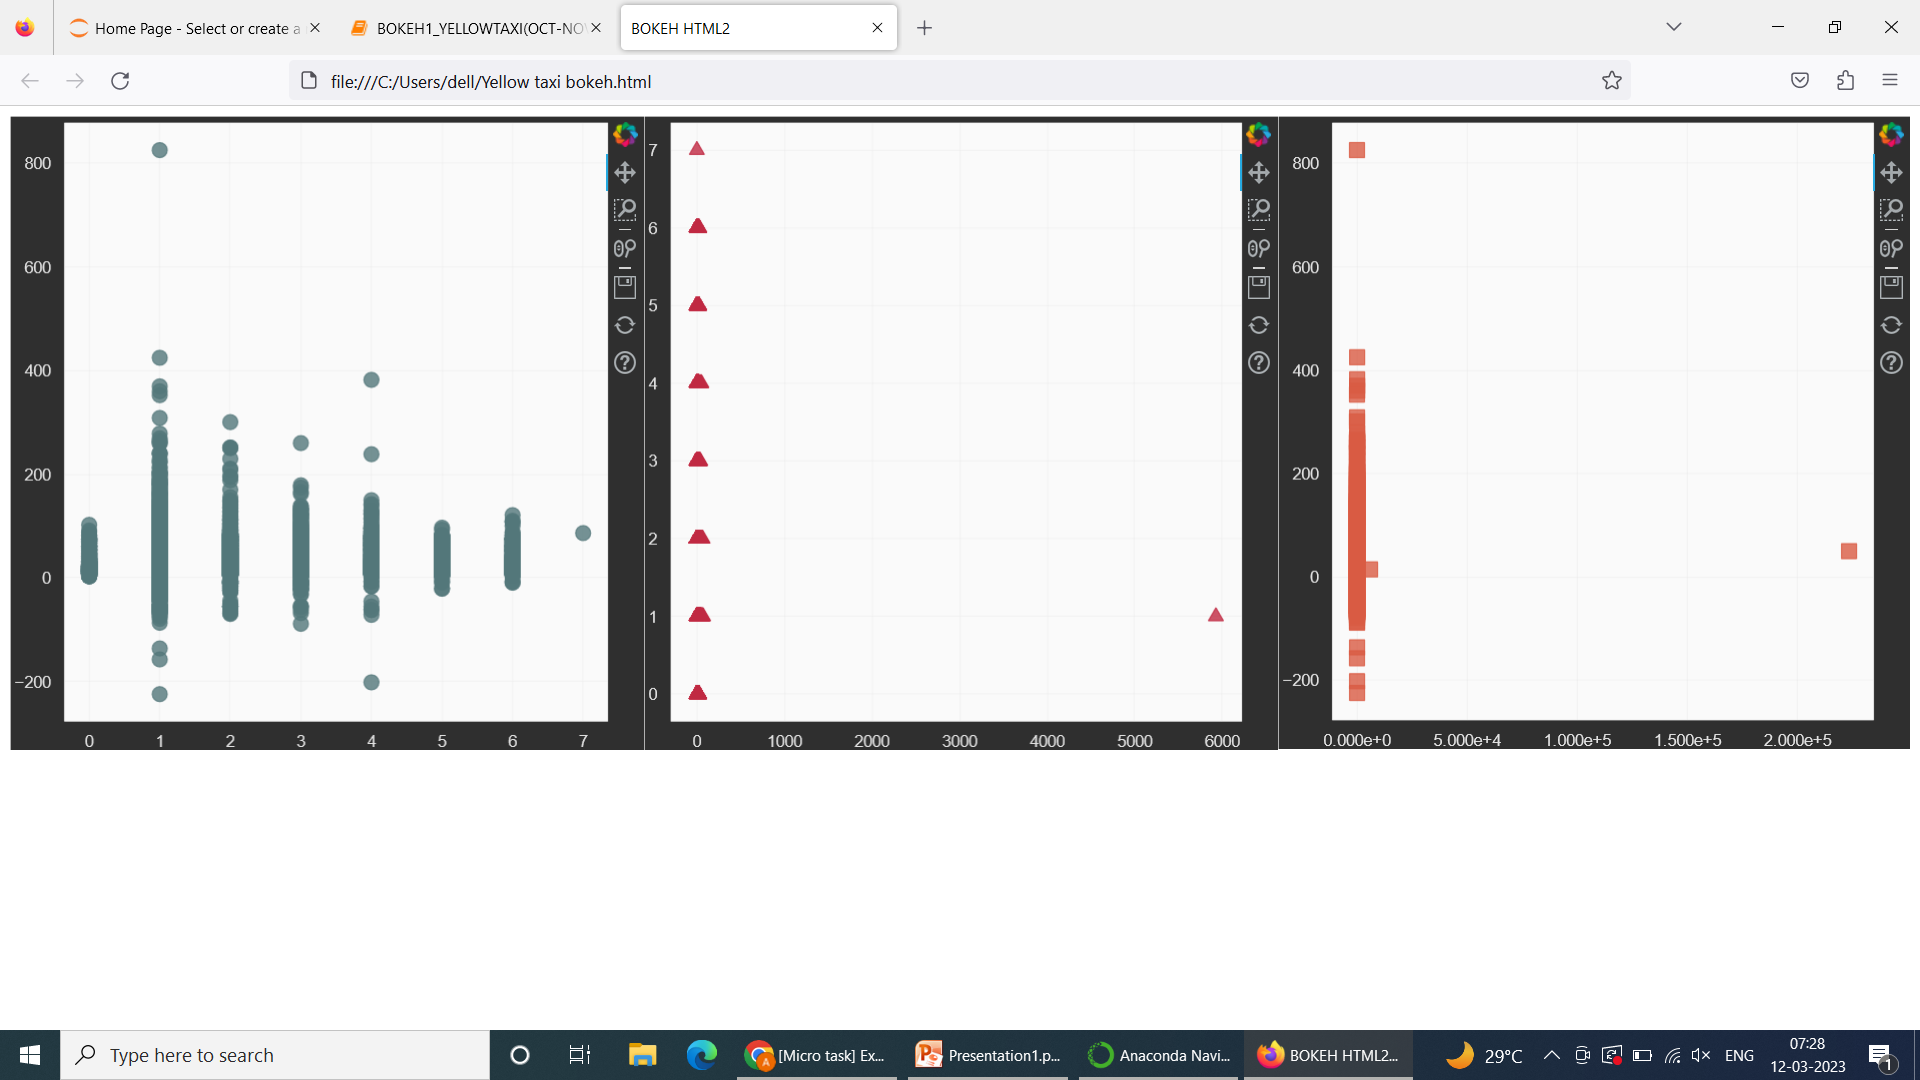 Home Page - Select or create a
BOKEH1_YELLOWTAXI(OCT-NO
BOKEH HTML2
file:///C:/Users/dell/Yellow taxi bokeh.html
800
600
400
200
0
−200
0 1 2 3 4 5 6 7
7
6
5
4
3
2
1
0
0 1000 2000 3000 4000 5000 6000
800
600
400
200
0
−200
0.000e+0 5.000e+4 1.000e+5 1.500e+5 2.000e+5
Type here to search
[Micro task] Ex...
Presentation1.p...
Anaconda Navi...
BOKEH HTML2...
29°C
ENG
07:28
12-03-2023
1